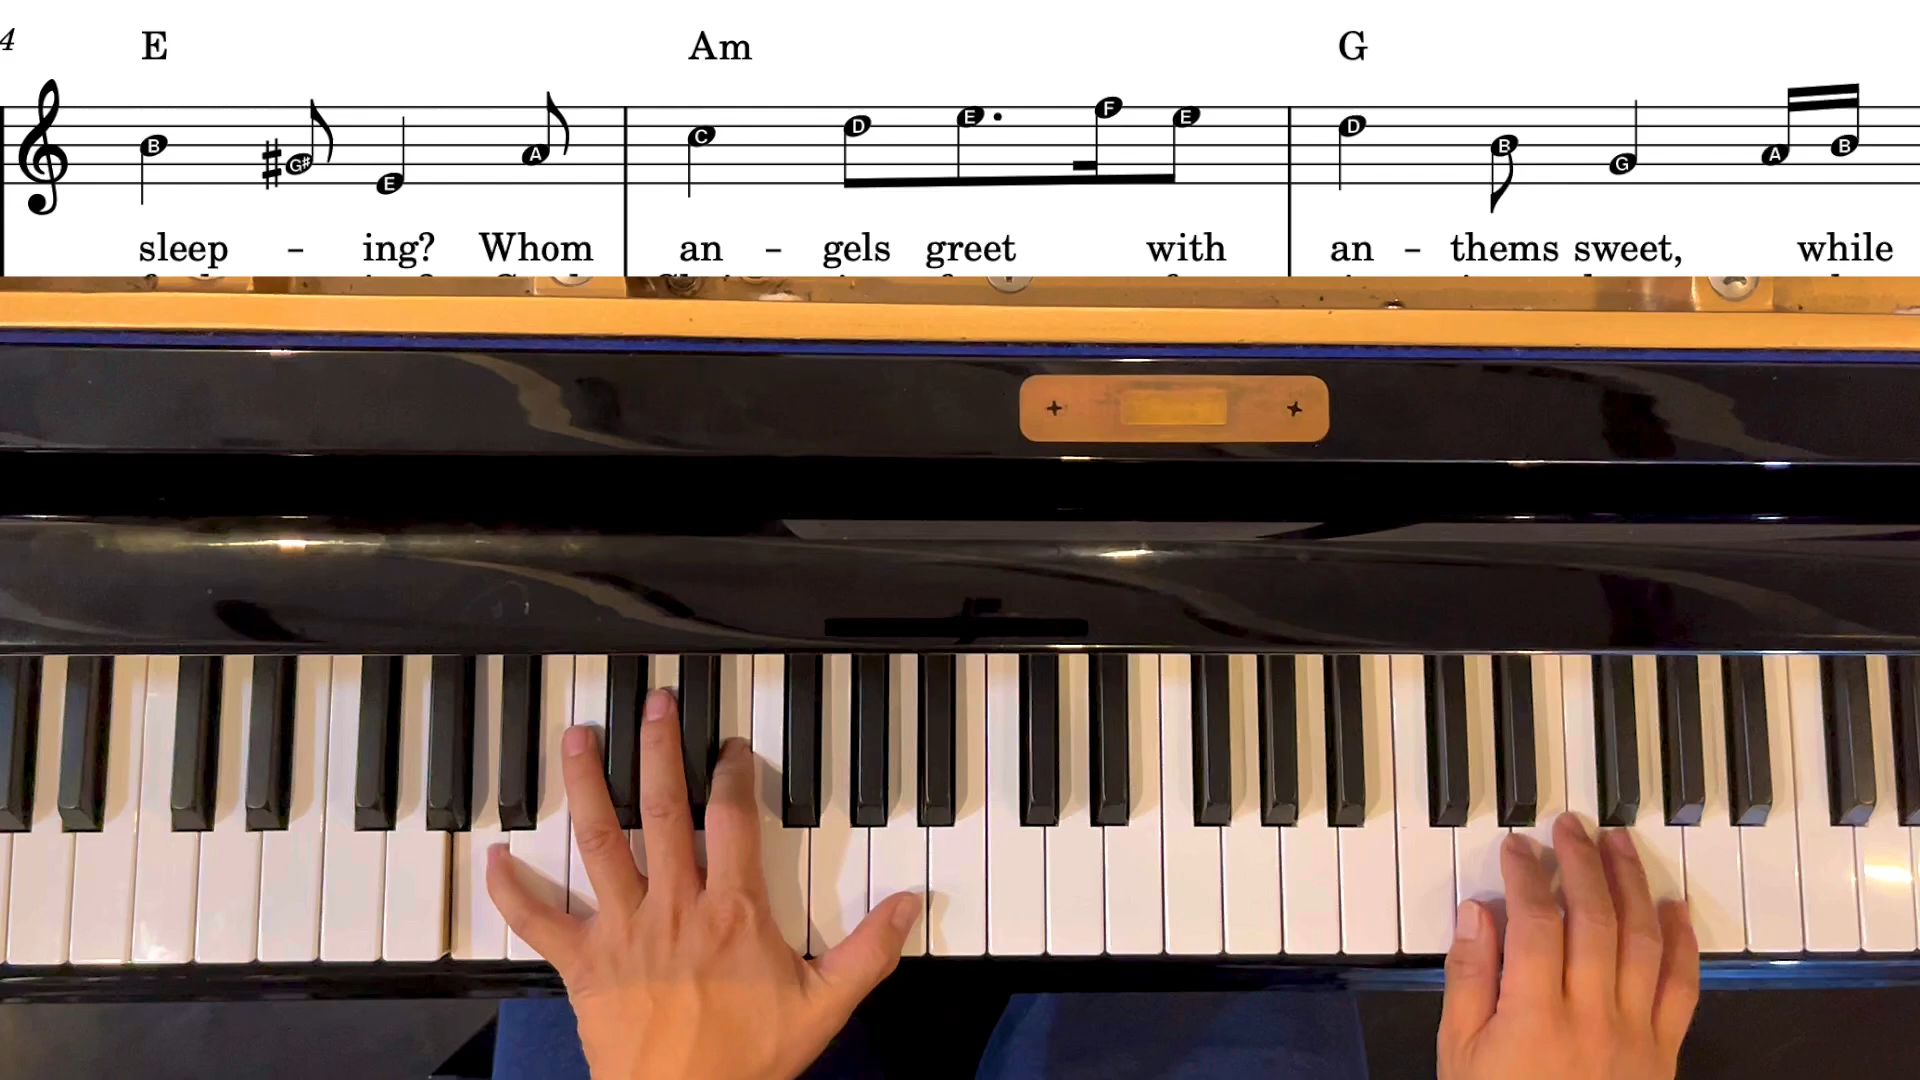 4 E Am G
B G# E A C D E F E D B G A B
sleep - ing? Whom an - gels greet with an - thems sweet, while